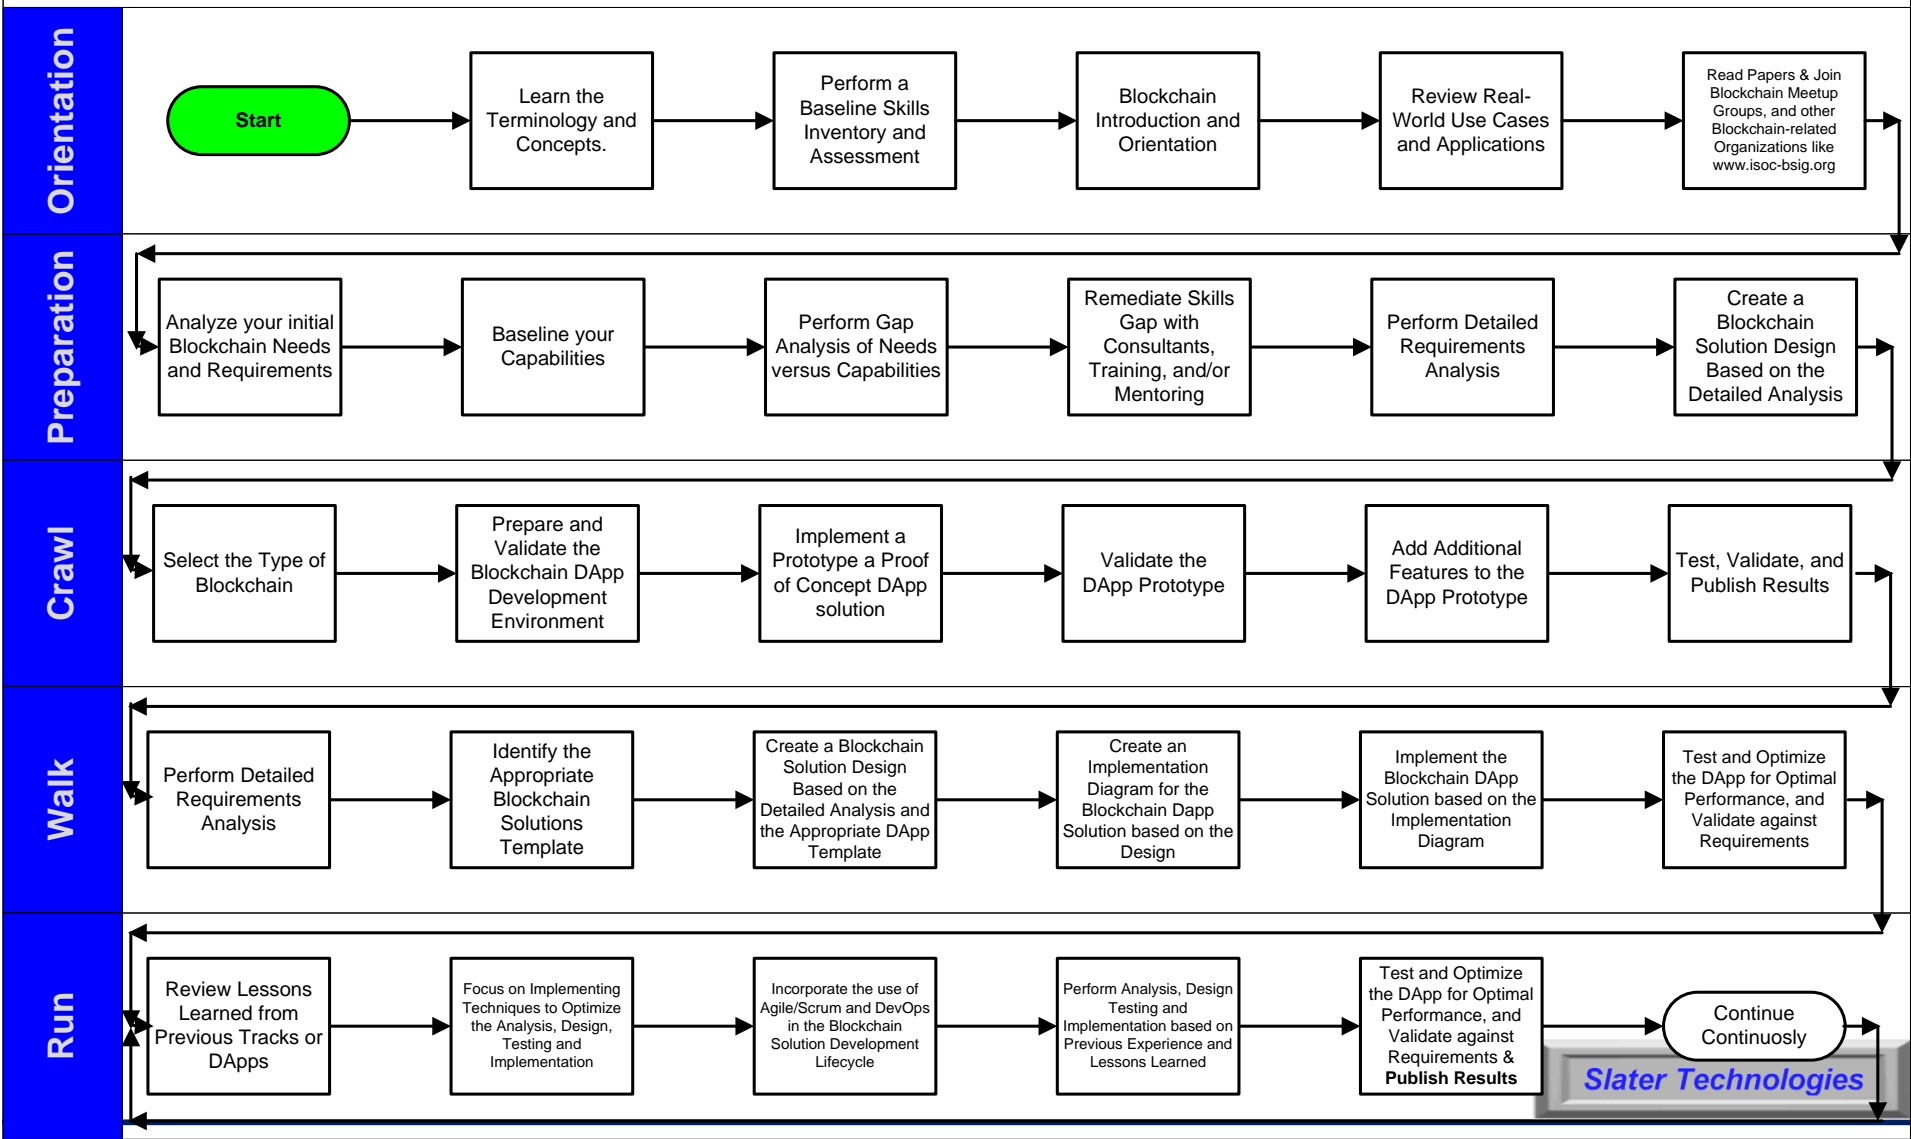 Orientation
Start
Learn the
Terminology and
Concepts.
Perform a
Baseline Skills
Inventory and
Assessment
Blockchain
Introduction and
Orientation
Review Real-
World Use Cases
and Applications
Read Papers & Join
Blockchain Meetup
Groups, and other
Blockchain-related
Organizations like
www.isoc-bsig.org
Preparation
Analyze your initial
Blockchain Needs
and Requirements
Baseline your
Capabilities
Perform Gap
Analysis of Needs
versus Capabilities
Remediate Skills
Gap with
Consultants,
Training, and/or
Mentoring
Perform Detailed
Requirements
Analysis
Create a
Blockchain
Solution Design
Based on the
Detailed Analysis
Crawl
Select the Type of
Blockchain
Prepare and
Validate the
Blockchain DApp
Development
Environment
Implement a
Prototype a Proof
of Concept DApp
solution
Validate the
DApp Prototype
Add Additional
Features to the
DApp Prototype
Test, Validate, and
Publish Results
Walk
Perform Detailed
Requirements
Analysis
Identify the
Appropriate
Blockchain
Solutions
Template
Create a Blockchain
Solution Design
Based on the
Detailed Analysis and
the Appropriate DApp
Template
Create an
Implementation
Diagram for the
Blockchain Dapp
Solution based on the
Design
Implement the
Blockchain DApp
Solution based on the
Implementation
Diagram
Test and Optimize
the DApp for Optimal
Performance, and
Validate against
Requirements
Run
Review Lessons
Learned from
Previous Tracks or
DApps
Focus on Implementing
Techniques to Optimize
the Analysis, Design,
Testing and
Implementation
Incorporate the use of
Agile/Scrum and DevOps
in the Blockchain
Solution Development
Lifecycle
Perform Analysis, Design
Testing and
Implementation based on
Previous Experience and
Lessons Learned
Test and Optimize
the DApp for Optimal
Performance, and
Validate against
Requirements &
Publish Results
Continue
Continuosly
Slater Technologies